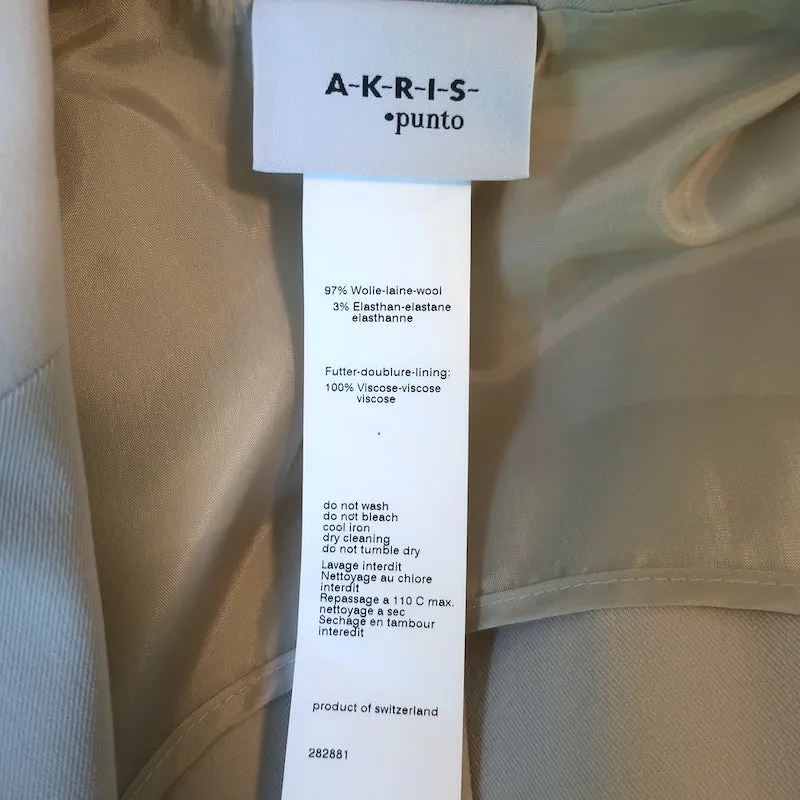 A-K-R-I-S-
•punto
97% Wolle-laine-wool
3% Elasthan-elastane
elasthanne
Futter-doublure-lining:
100% Viscose-viscose
viscose
do not wash
do not bleach
cool iron
dry cleaning
do not tumble dry
Lavage interdit
Nettoyage au chlore
interdit
Repassage a 110 C max.
nettoyage a sec
Sechage en tambour
interedit
product of switzerland
282881